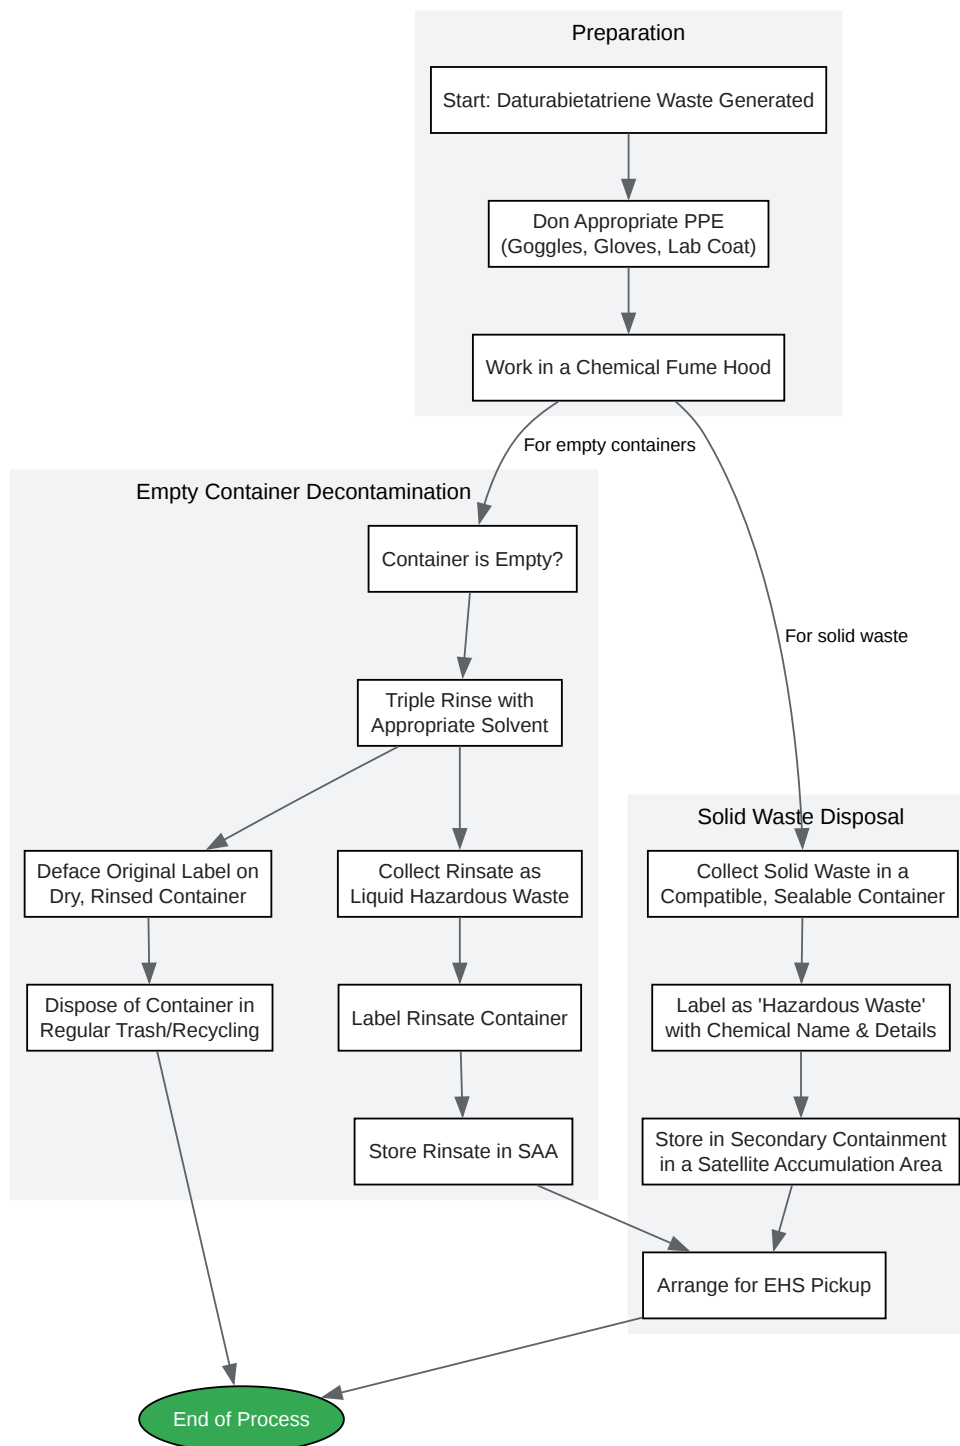 Preparation
Start: Daturabietatriene Waste Generated
Don Appropriate PPE
(Goggles, Gloves, Lab Coat)
Work in a Chemical Fume Hood
For empty containers
Empty Container Decontamination
Container is Empty?
For solid waste
Triple Rinse with
Appropriate Solvent
Solid Waste Disposal
Deface Original Label on
Dry, Rinsed Container
Collect Rinsate as
Liquid Hazardous Waste
Collect Solid Waste in a
Compatible, Sealable Container
Dispose of Container in
Regular Trash/Recycling
Label Rinsate Container
Label as 'Hazardous Waste'
with Chemical Name & Details
Store Rinsate in SAA
Store in Secondary Containment
in a Satellite Accumulation Area
Arrange for EHS Pickup
End of Process